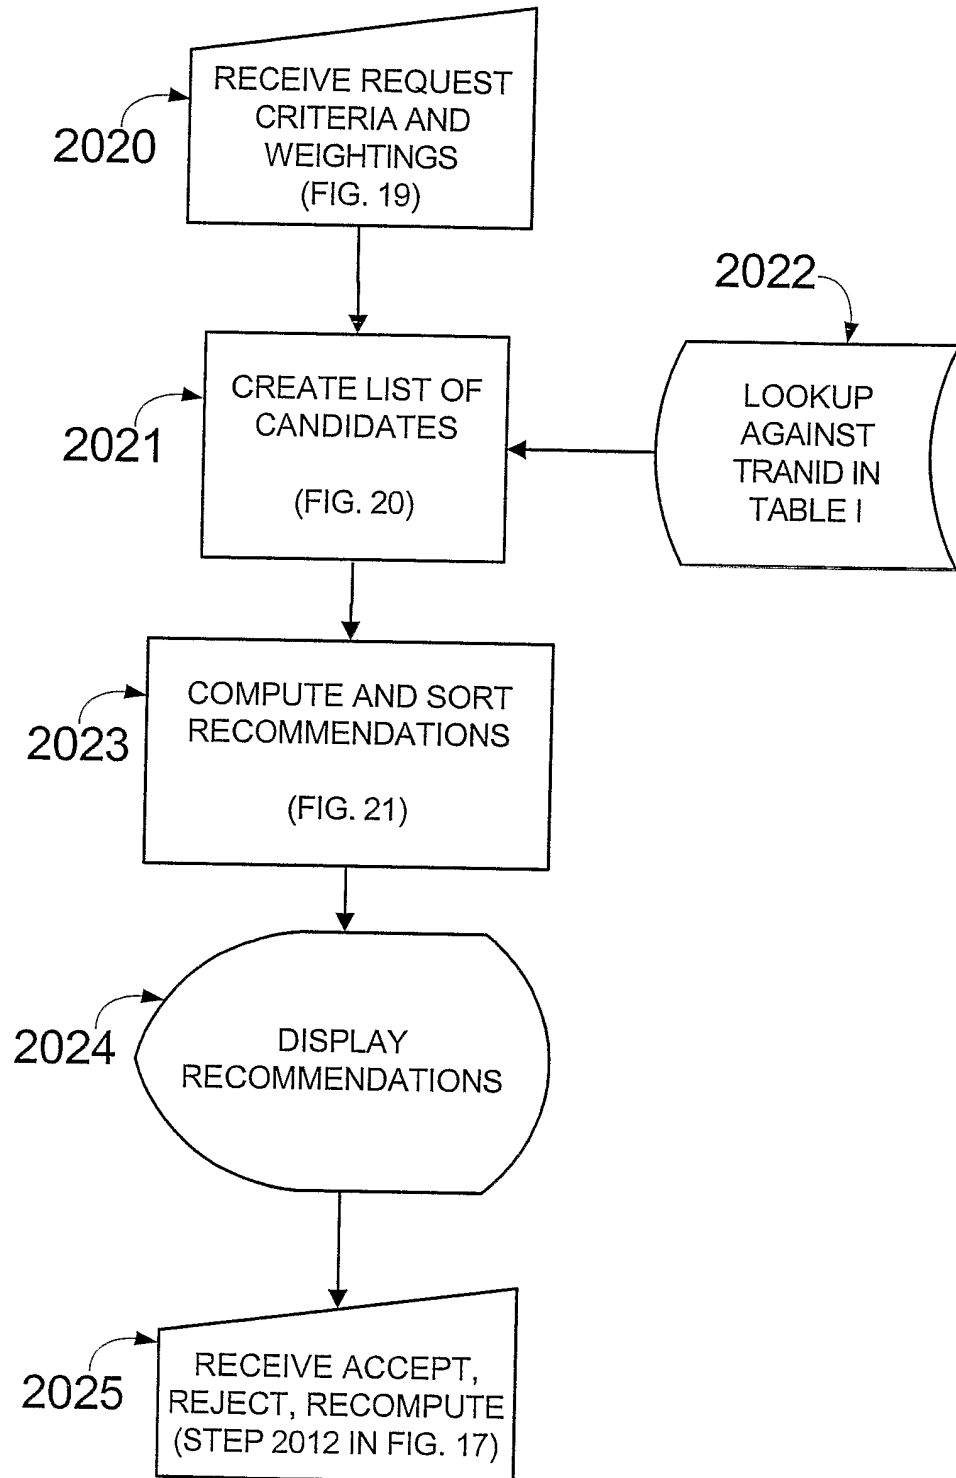 RECEIVE REQUEST
CRITERIA AND
WEIGHTINGS
(FIG. 19)
2020
2022
CREATE LIST OF
CANDIDATES
(FIG. 20)
2021
LOOKUP
AGAINST
TRANID IN
TABLE I
COMPUTE AND SORT
RECOMMENDATIONS
(FIG. 21)
2023
DISPLAY
RECOMMENDATIONS
2024
RECEIVE ACCEPT,
REJECT, RECOMPUTE
(STEP 2012 IN FIG. 17)
2025